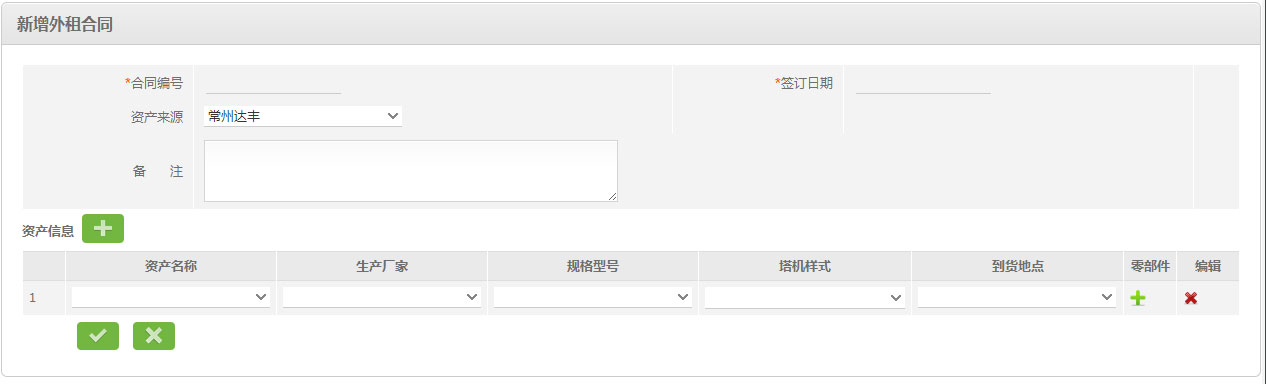 新增外租合同
*合同编号 *签订日期
资产来源 常州达丰
备 注
资产信息
资产名称 生产厂家 规格型号 塔机样式 到货地点 零部件 编辑
1